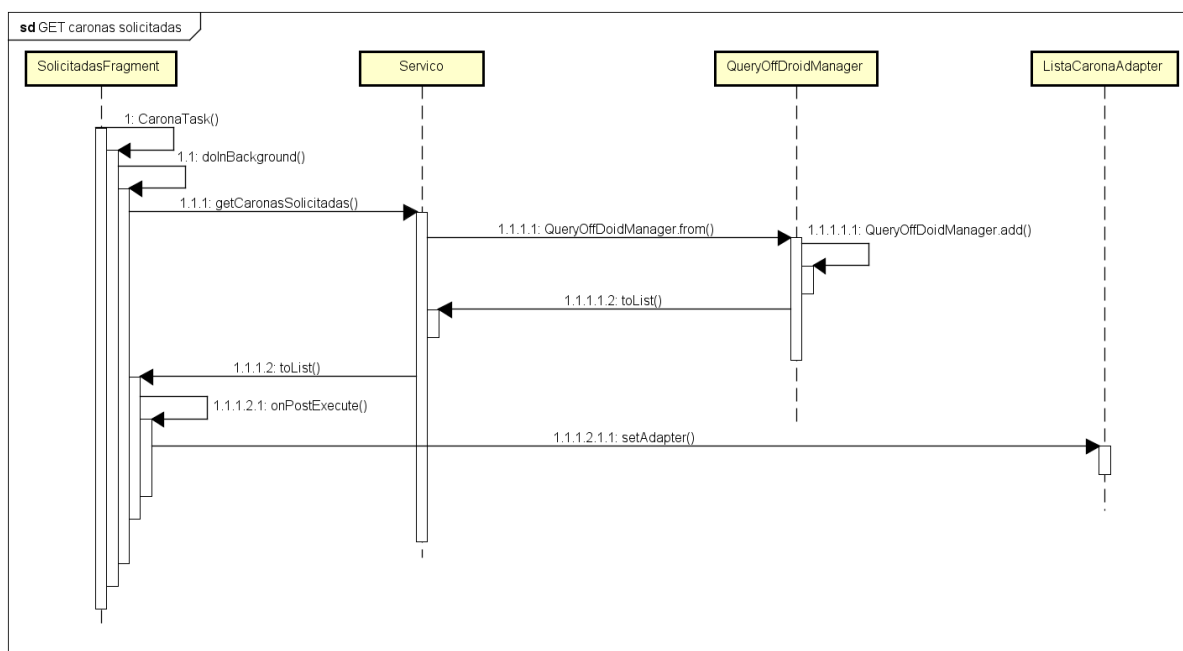 sd GET caronas solicitadas
SolicitadasFragment
Servico
QueryOffDroidManager
ListaCaronaAdapter
1: CaronaTask()
1.1: doInBackground()
1.1.1: getCaronasSolicitadas()
1.1.1.1: QueryOffDoidManager.from()
1.1.1.1.1: QueryOffDoidManager.add()
1.1.1.1.2: toList()
1.1.1.2: toList()
1.1.1.2.1: onPostExecute()
1.1.1.2.1.1: setAdapter()